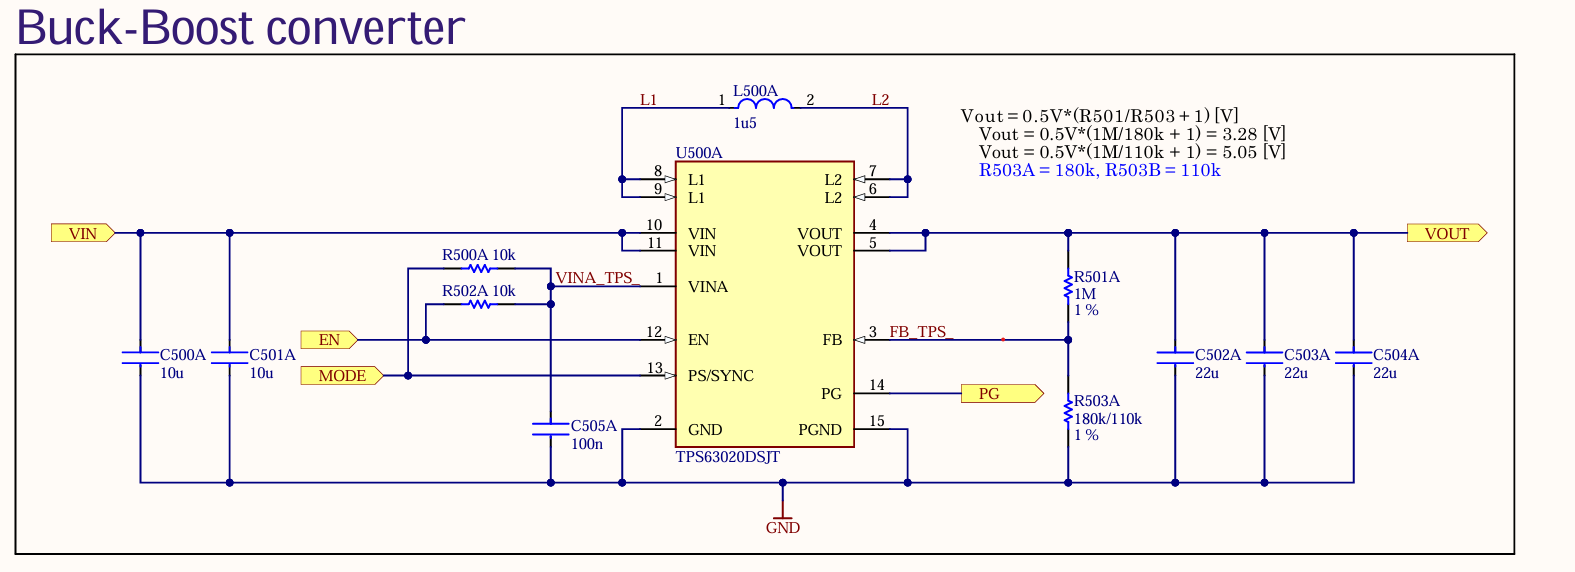 Buck-Boost converter
L1
1
L500A
2
L2
1u5
Vout = 0.5V*(R501/R503 + 1) [V]
Vout = 0.5V*(1M/180k + 1) = 3.28 [V]
Vout = 0.5V*(1M/110k + 1) = 5.05 [V]
R503A = 180k, R503B = 110k
U500A
8
L1
L2
7
9
L1
L2
6
VIN
10
VIN
VOUT
4
VOUT
11
VIN
VOUT
5
R500A 10k
VINA_TPS_
1
VINA
R501A
1M
1 %
R502A 10k
EN
12
EN
FB
3
FB_TPS_
C500A
10u
C501A
10u
MODE
13
PS/SYNC
C502A
22u
C503A
22u
C504A
22u
PG
14
PG
R503A
180k/110k
1 %
C505A
100n
2
GND
PGND
15
TPS63020DSJT
GND